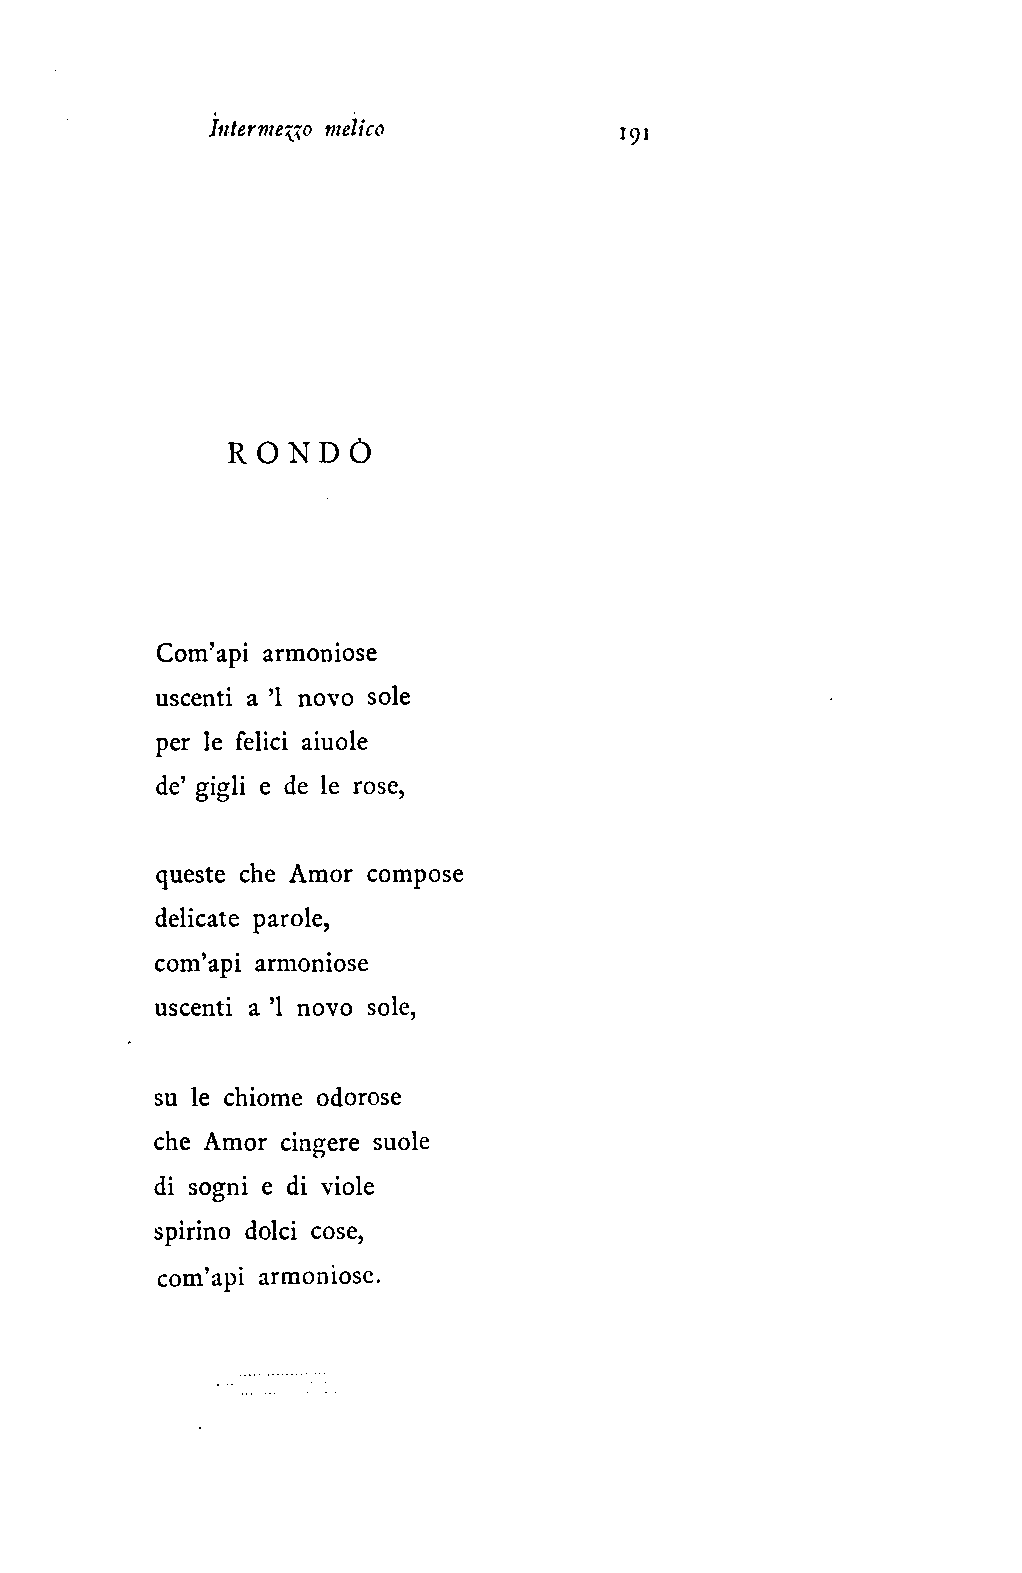 Intermezzo melico 191
RONDÒ
Com'api armoniose
uscenti a 'l novo sole
per le felici aiuole
de' gigli e de le rose,
queste che Amor compose
delicate parole,
com'api armoniose
uscenti a 'l novo sole,
su le chiome odorose
che Amor cingere suole
di sogni e di viole
spirino dolci cose,
com'api armoniose.